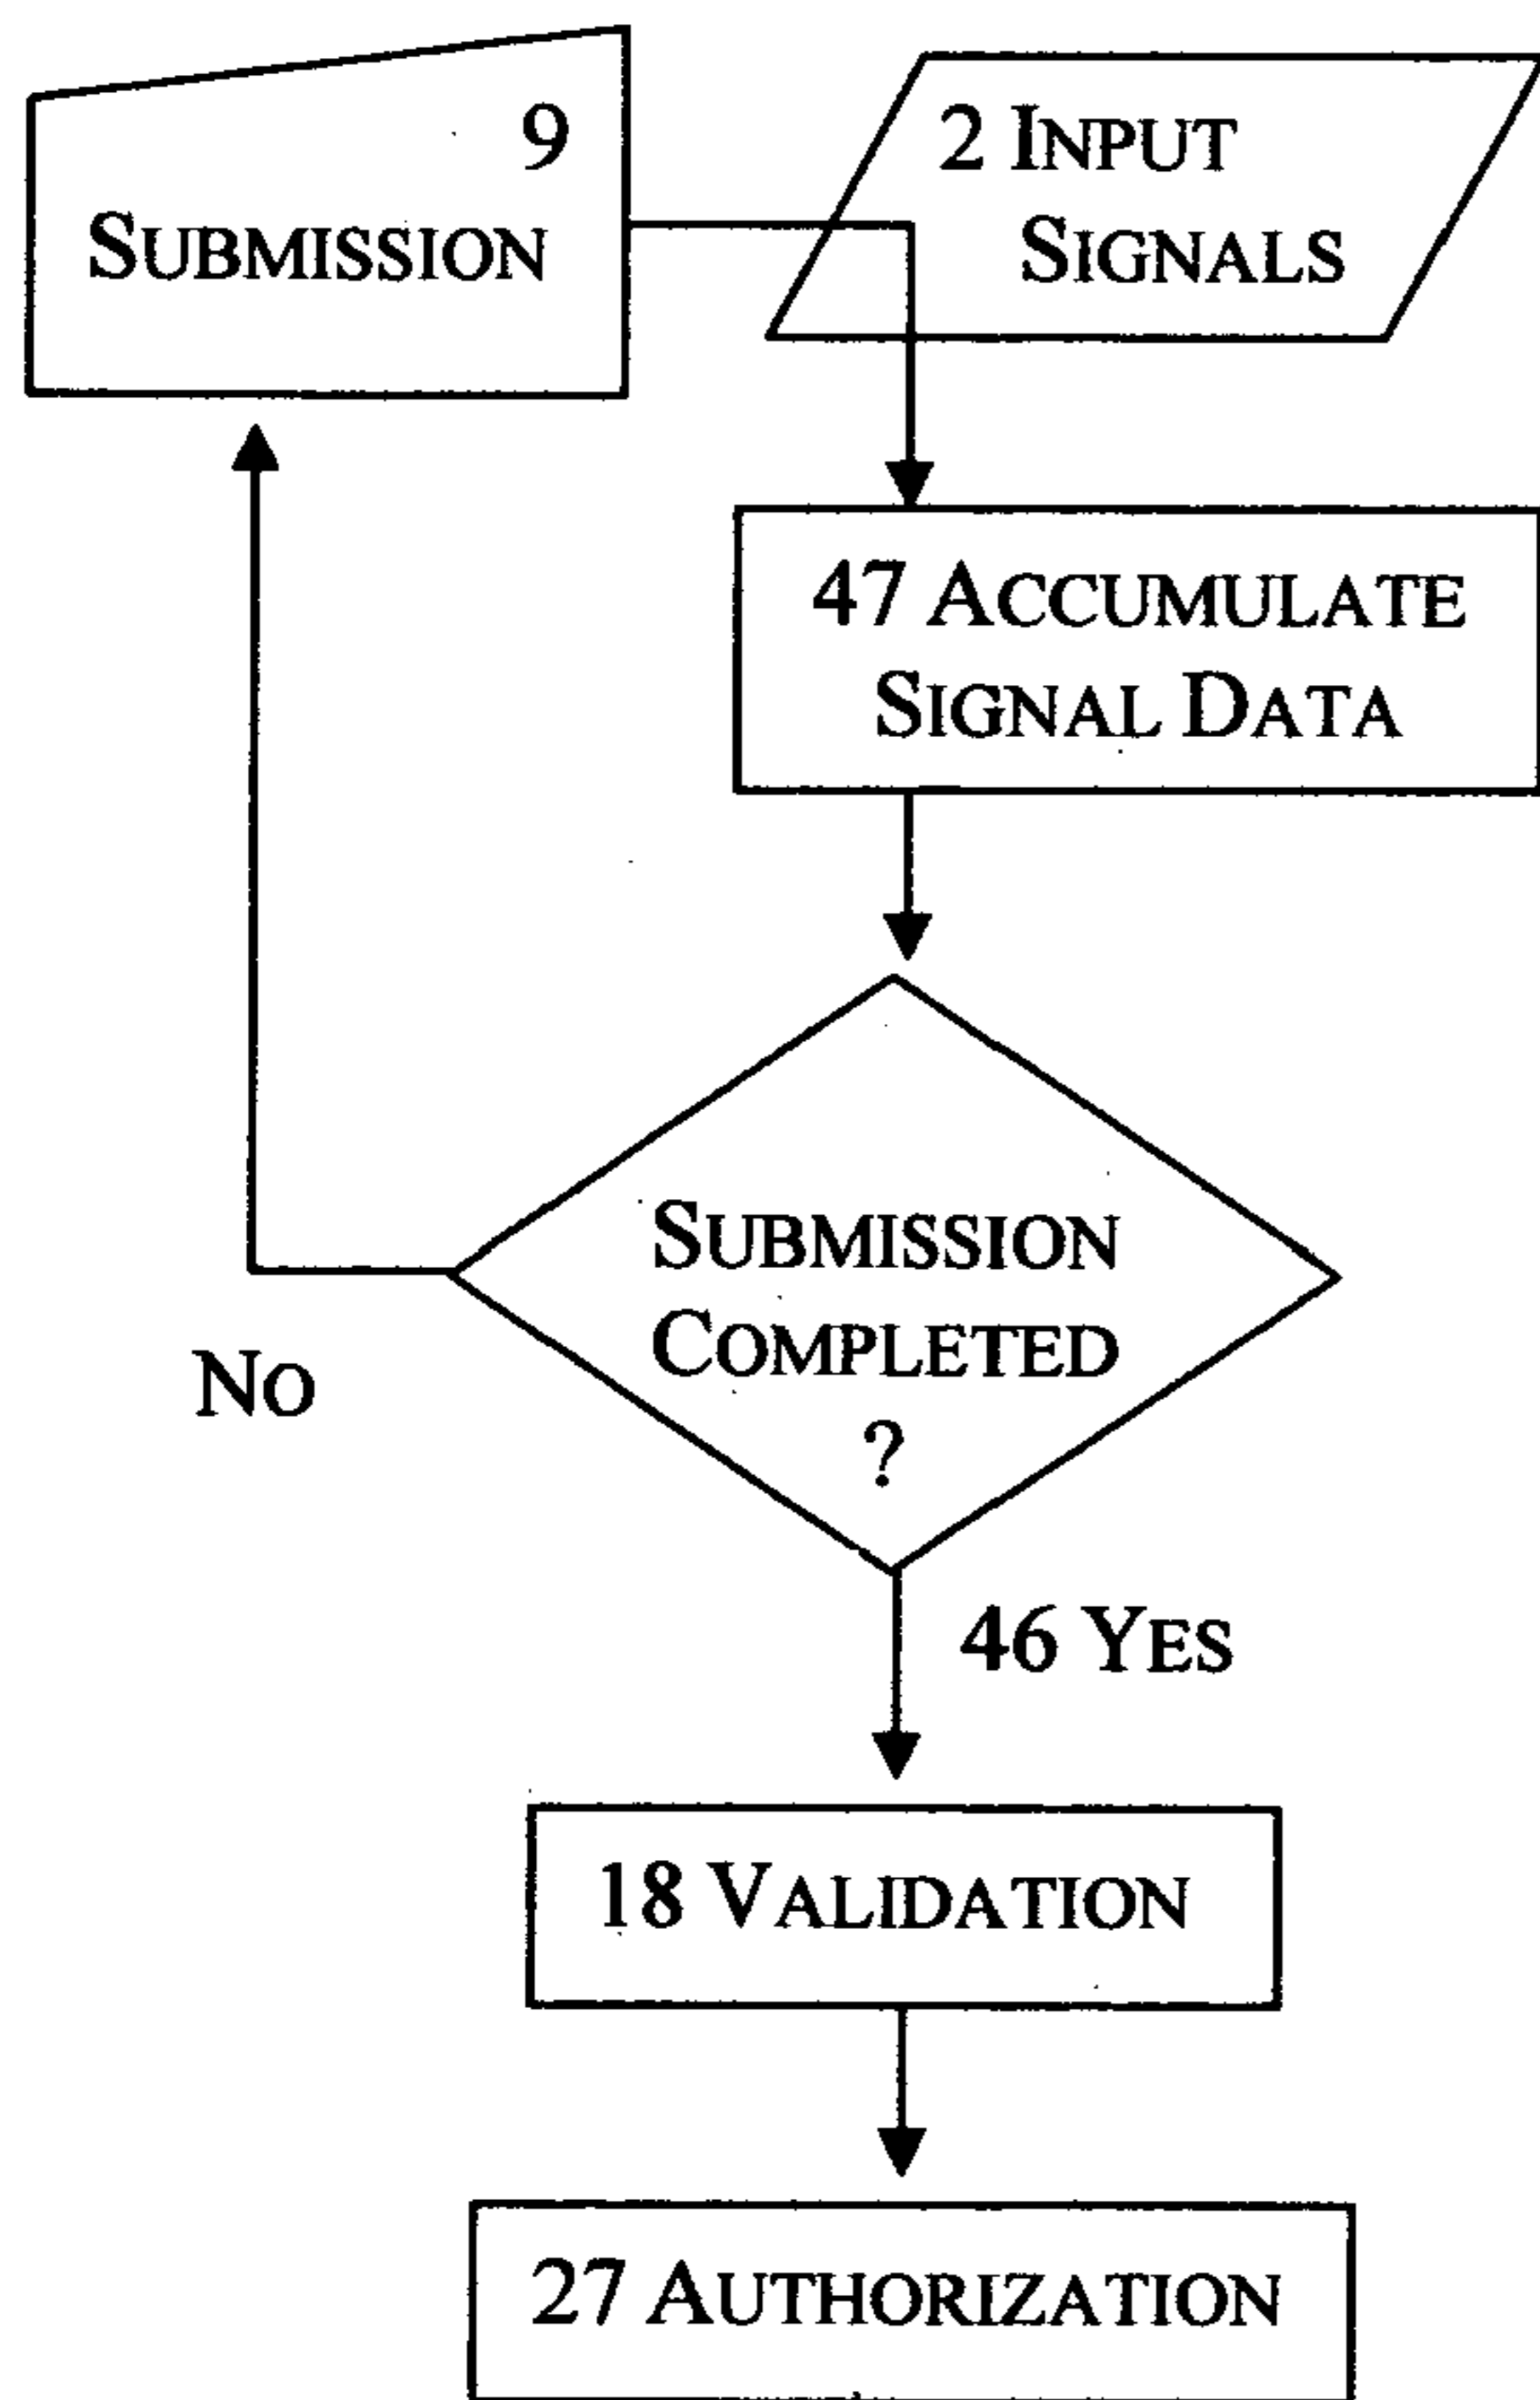 9
SUBMISSION
2 INPUT
SIGNALS
47 ACCUMULATE
SIGNAL DATA
SUBMISSION
COMPLETED
?
NO
46 YES
18 VALIDATION
27 AUTHORIZATION